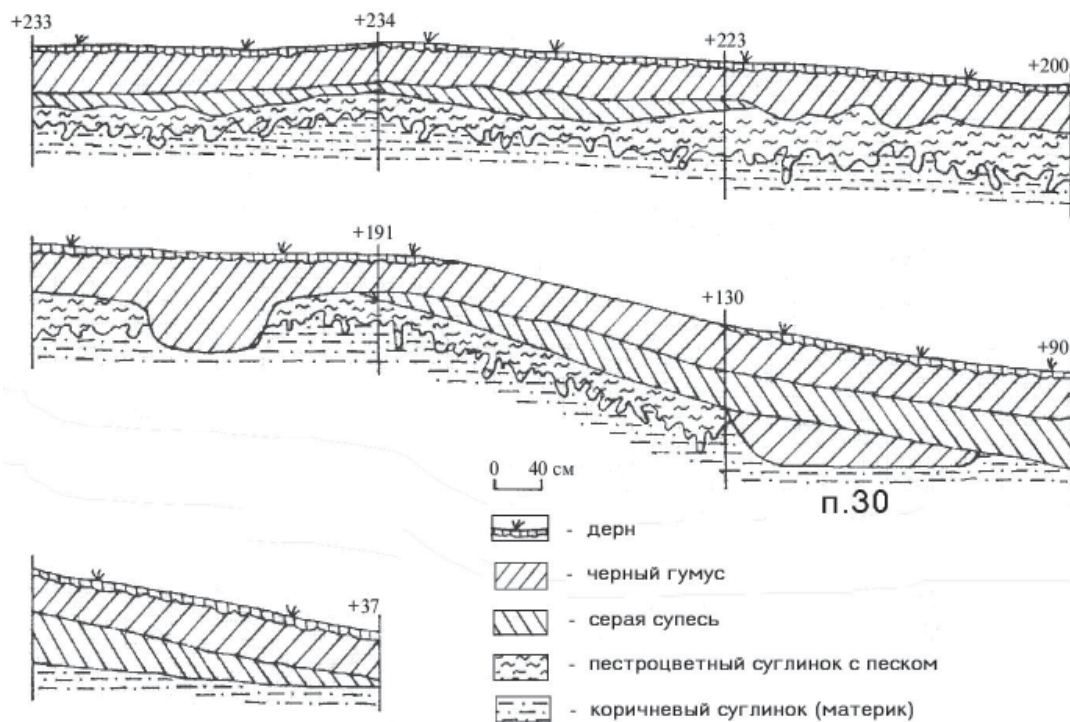 +233
+234
+223
+200
+191
+130
+90
0 40 см
п.30
- дерн
- черный гумус
+37
- серая супесь
- пестроцветный суглинок с песком
- коричневый суглинок (материк)